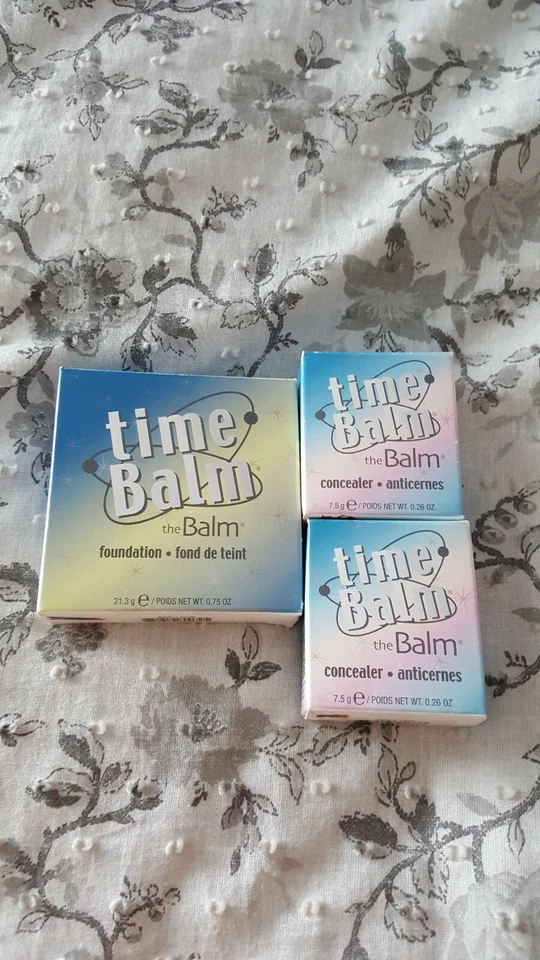 time
Balm®
theBalm®
foundation • fond de teint
21.3 g ℮ / POIDS NET WT. 0.75 OZ
time
Balm®
theBalm®
concealer • anticernes
7.5 g ℮ / POIDS NET WT. 0.26 OZ
time
Balm®
theBalm®
concealer • anticernes
7.5 g ℮ / POIDS NET WT. 0.26 OZ